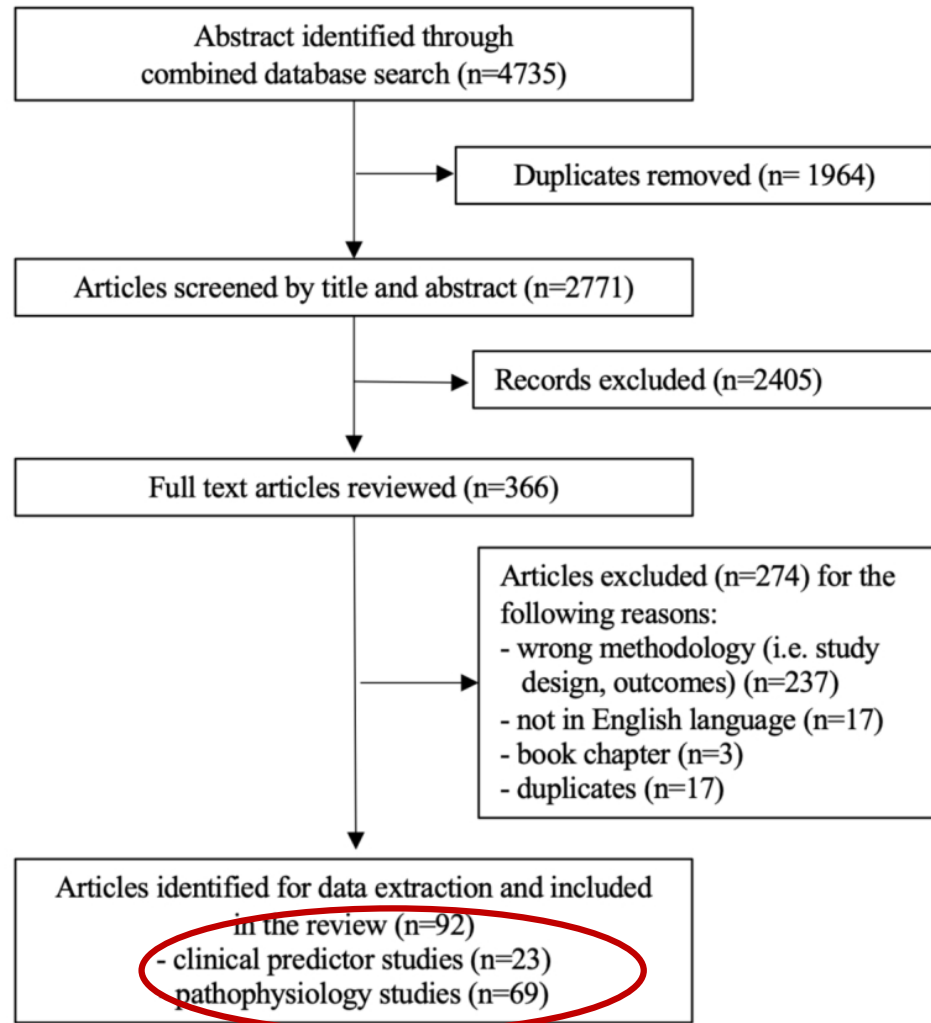 Abstract identified through
combined database search (n=4735)
Duplicates removed (n= 1964)
Articles screened by title and abstract (n=2771)
Records excluded (n=2405)
Full text articles reviewed (n=366)
Articles excluded (n=274) for the
following reasons:
- wrong methodology (i.e. study
design, outcomes) (n=237)
- not in English language (n=17)
- book chapter (n=3)
- duplicates (n=17)
Articles identified for data extraction and included
in the review (n=92)
- clinical predictor studies (n=23)
pathophysiology studies (n=69)